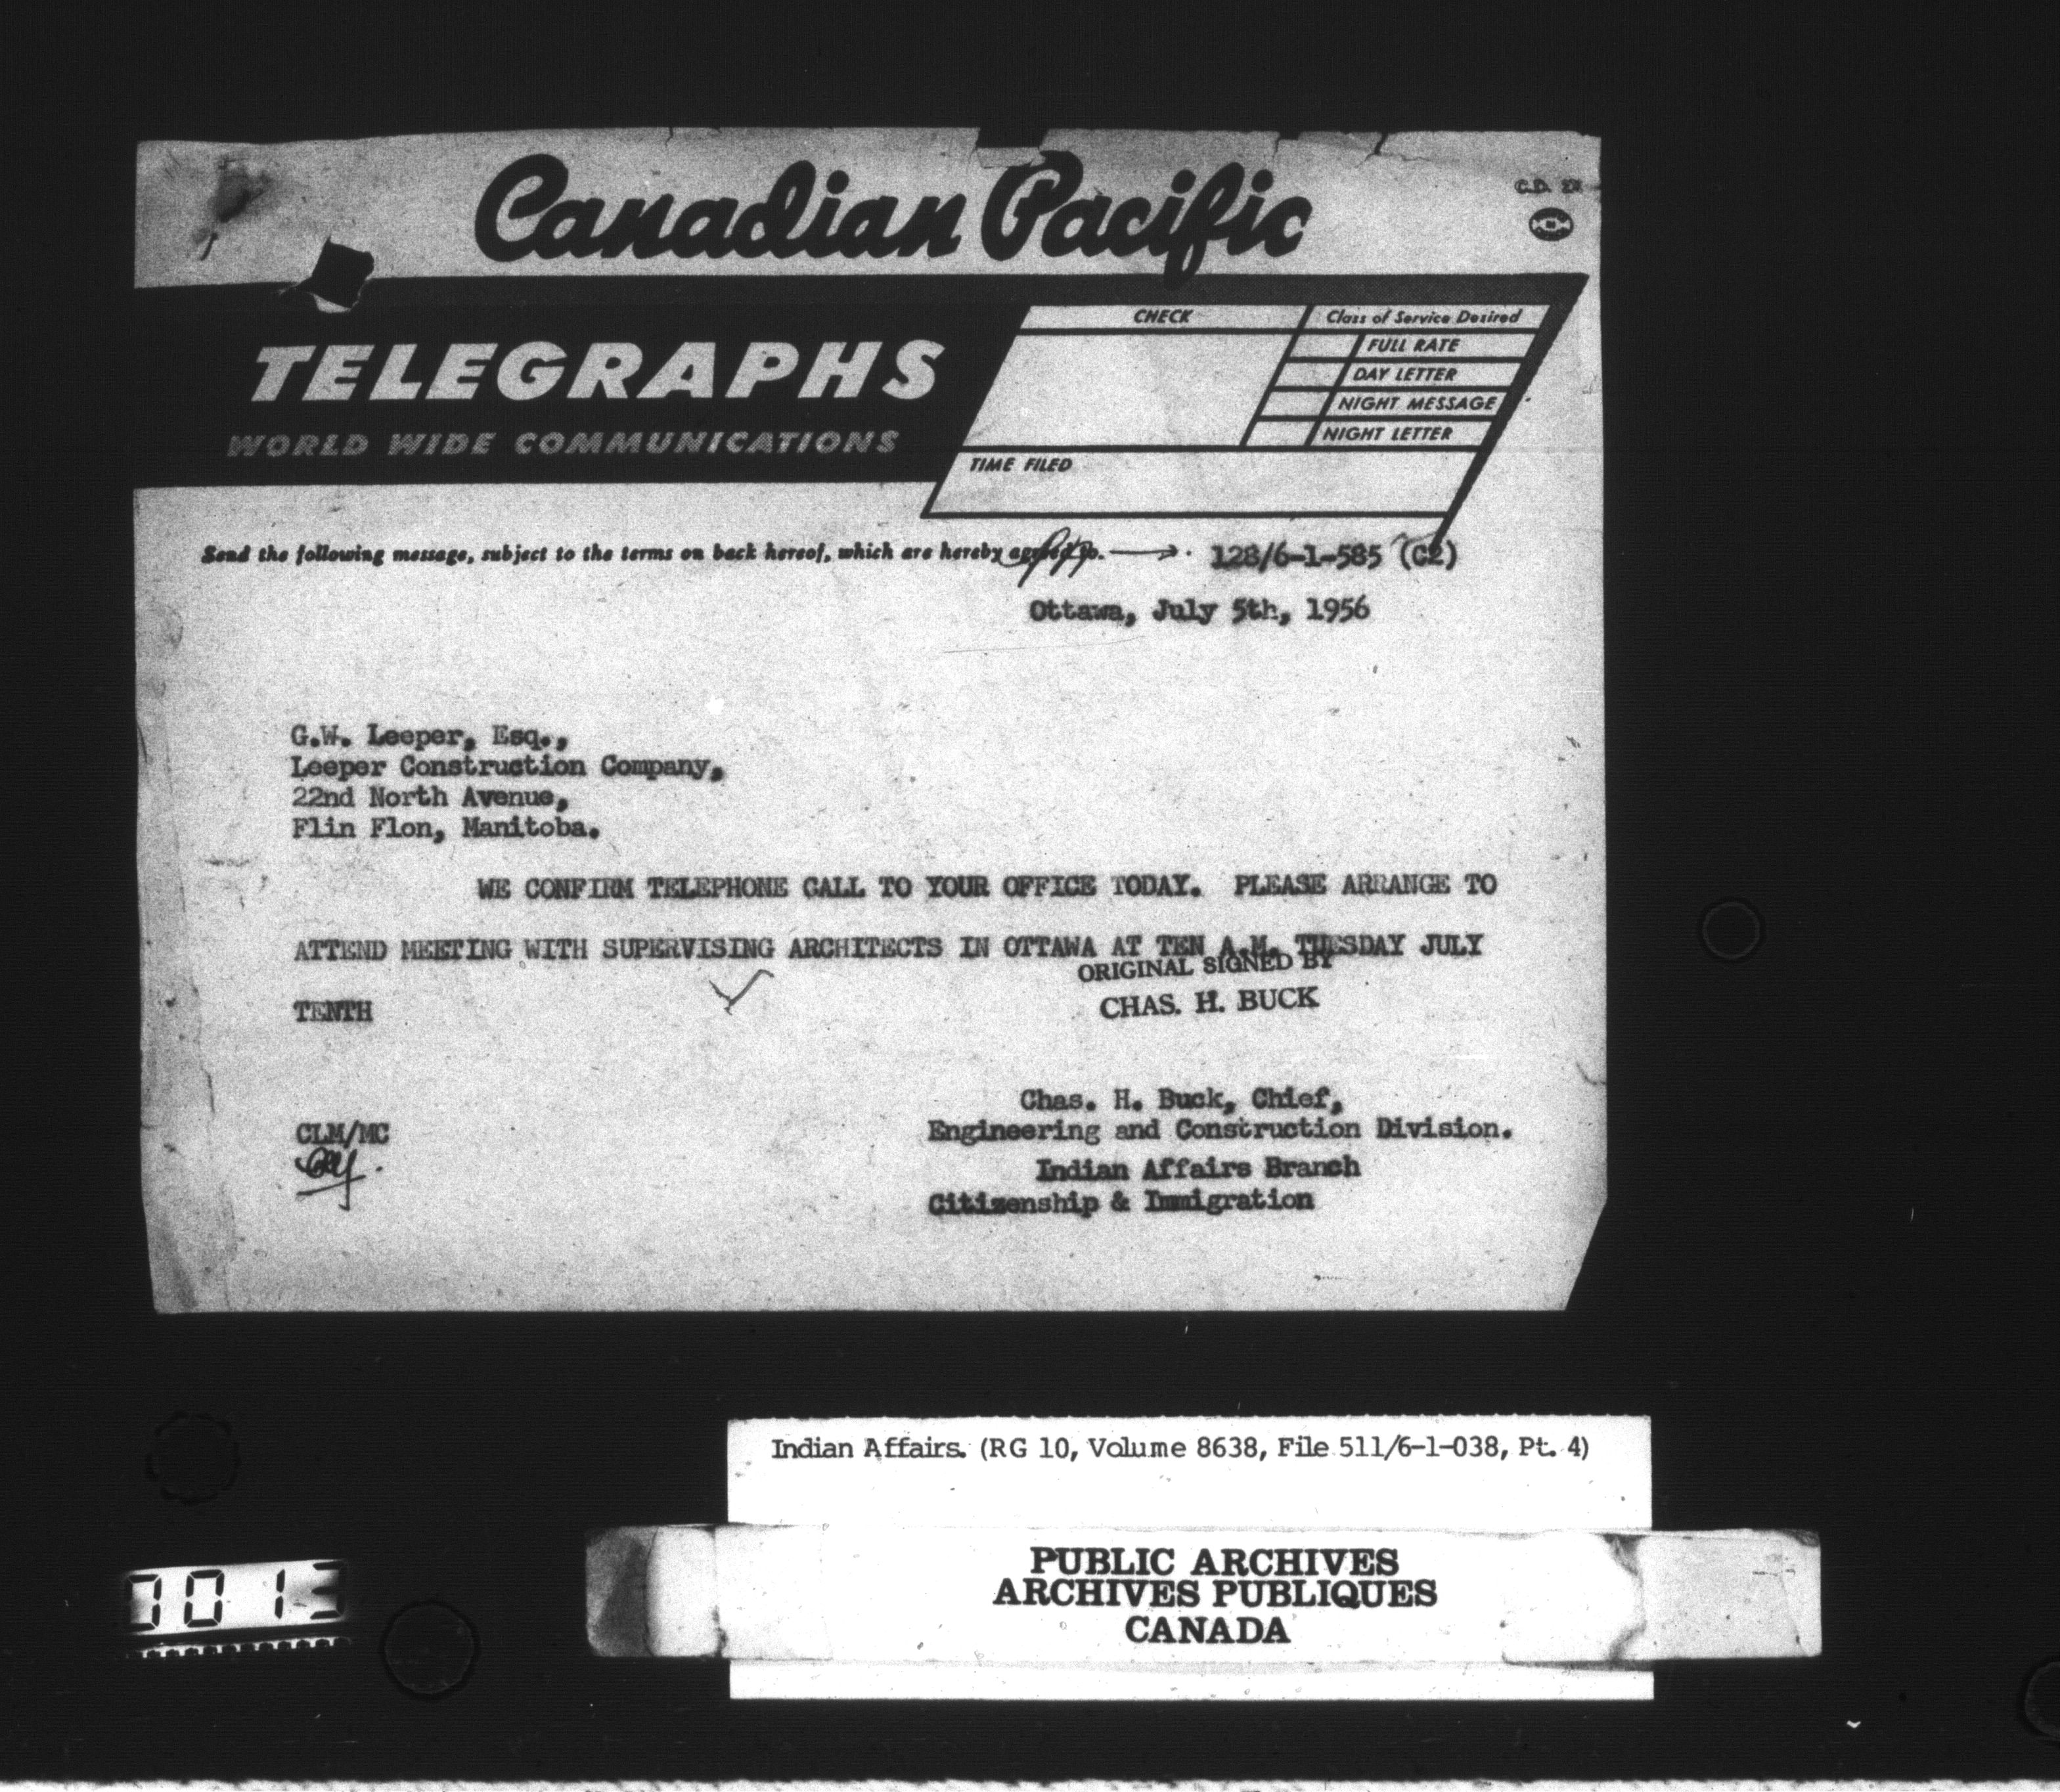 Canadian Pacific
TELEGRAPHS
WORLD WIDE COMMUNICATIONS
CHECK
Class of Service Desired
FULL RATE
DAY LETTER
NIGHT MESSAGE
NIGHT LETTER
TIME FILED
Send the following message, subject to the terms on back hereof, which are hereby agreed to.
128/6-1-585 (C2)
Ottawa, July 5th, 1956
G.W. Leeper, Esq.,
Leeper Construction Company,
22nd North Avenue,
Flin Flon, Manitoba.
WE CONFIRM TELEPHONE CALL TO YOUR OFFICE TODAY. PLEASE ARRANGE TO
ATTEND MEETING WITH SUPERVISING ARCHITECTS IN OTTAWA AT TEN A.M. TUESDAY JULY
TENTH
ORIGINAL SIGNED BY
CHAS. H. BUCK
Chas. H. Buck, Chief,
Engineering and Construction Division.
Indian Affairs Branch
Citizenship & Immigration
CLM/MC
Indian Affairs. (RG 10, Volume 8638, File 511/6-1-038, Pt. 4)
PUBLIC ARCHIVES
ARCHIVES PUBLIQUES
CANADA